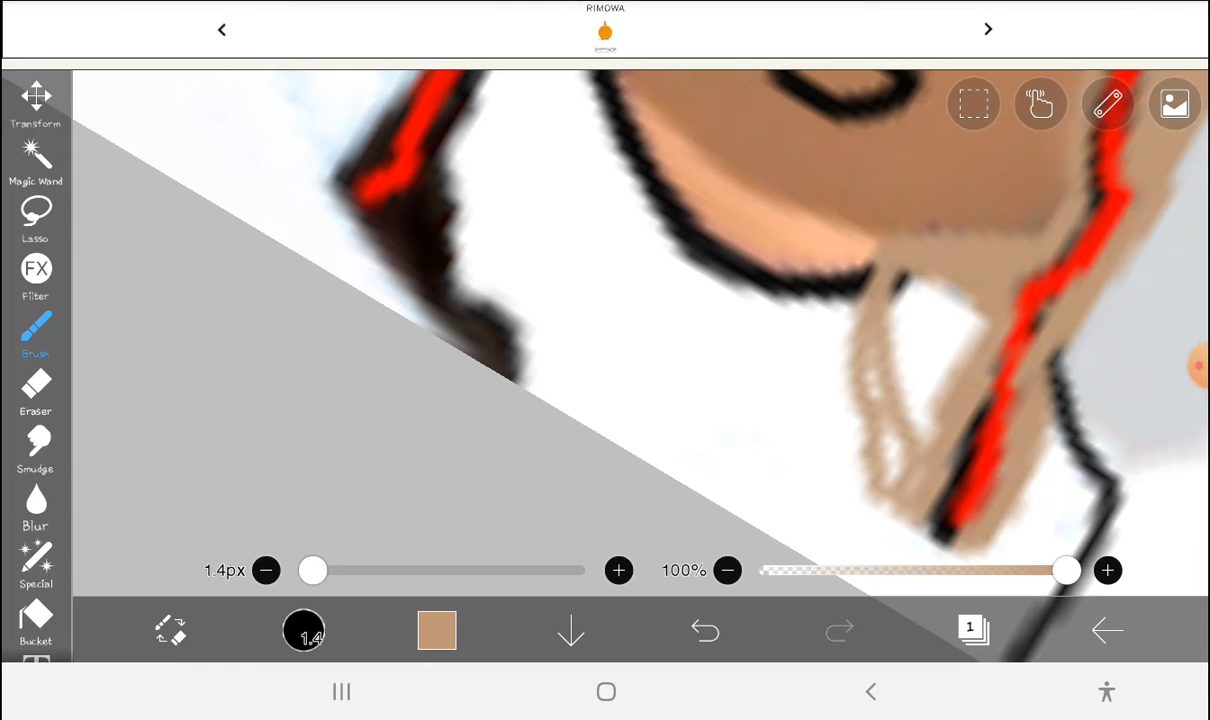 RIMOWA
Transform
Magic Wand
Lasso
FX
Filter
Brush
Eraser
Smudge
Blur
Special
Bucket
1.4px
100%
1.4
1